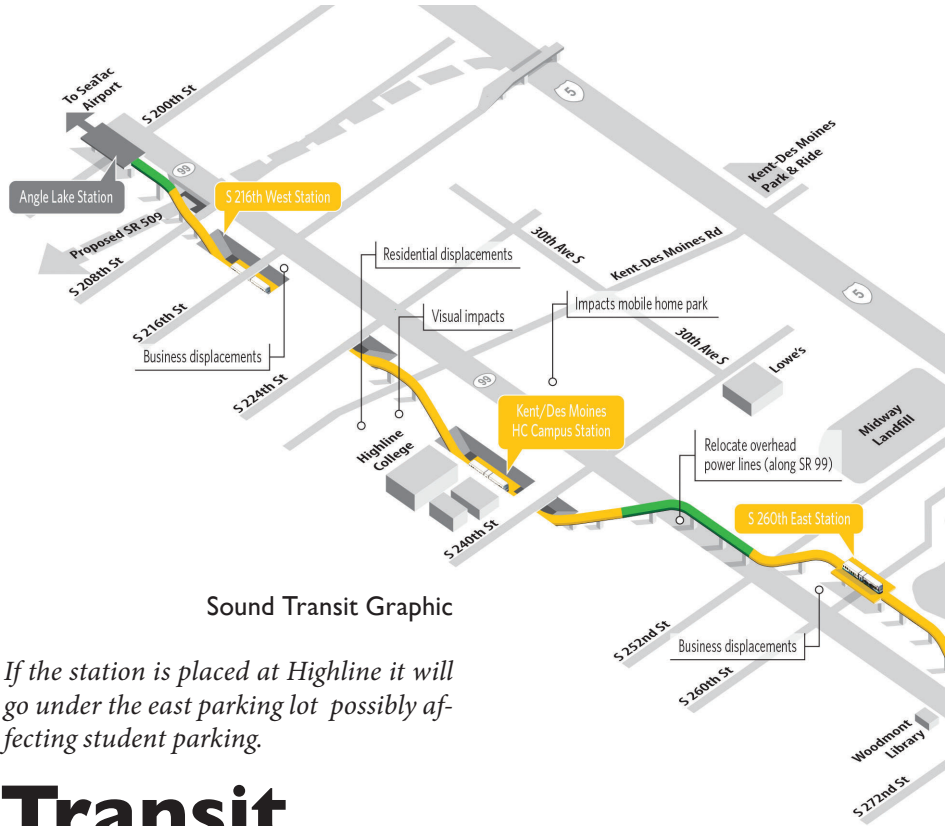 To SeaTac
Airport
S 200th St
5
99
Kent-Des Moines
Park & Ride
Angle Lake Station
S 216th West Station
Proposed SR 509
S 208th St
30th Ave S
Kent-Des Moines Rd
Residential displacements
S 216th St
Visual impacts
Impacts mobile home park
5
Business displacements
30th Ave S
Lowe's
S 224th St
99
Kent/Des Moines
HC Campus Station
Midway
Landfill
Highline
College
Relocate overhead
power lines (along SR 99)
S 240th St
S 260th East Station
Sound Transit Graphic
S 252nd St
Business displacements
S 260th St
If the station is placed at Highline it will
go under the east parking lot possibly af-
fecting student parking.
Woodmont
Library
S 272nd St
Transit